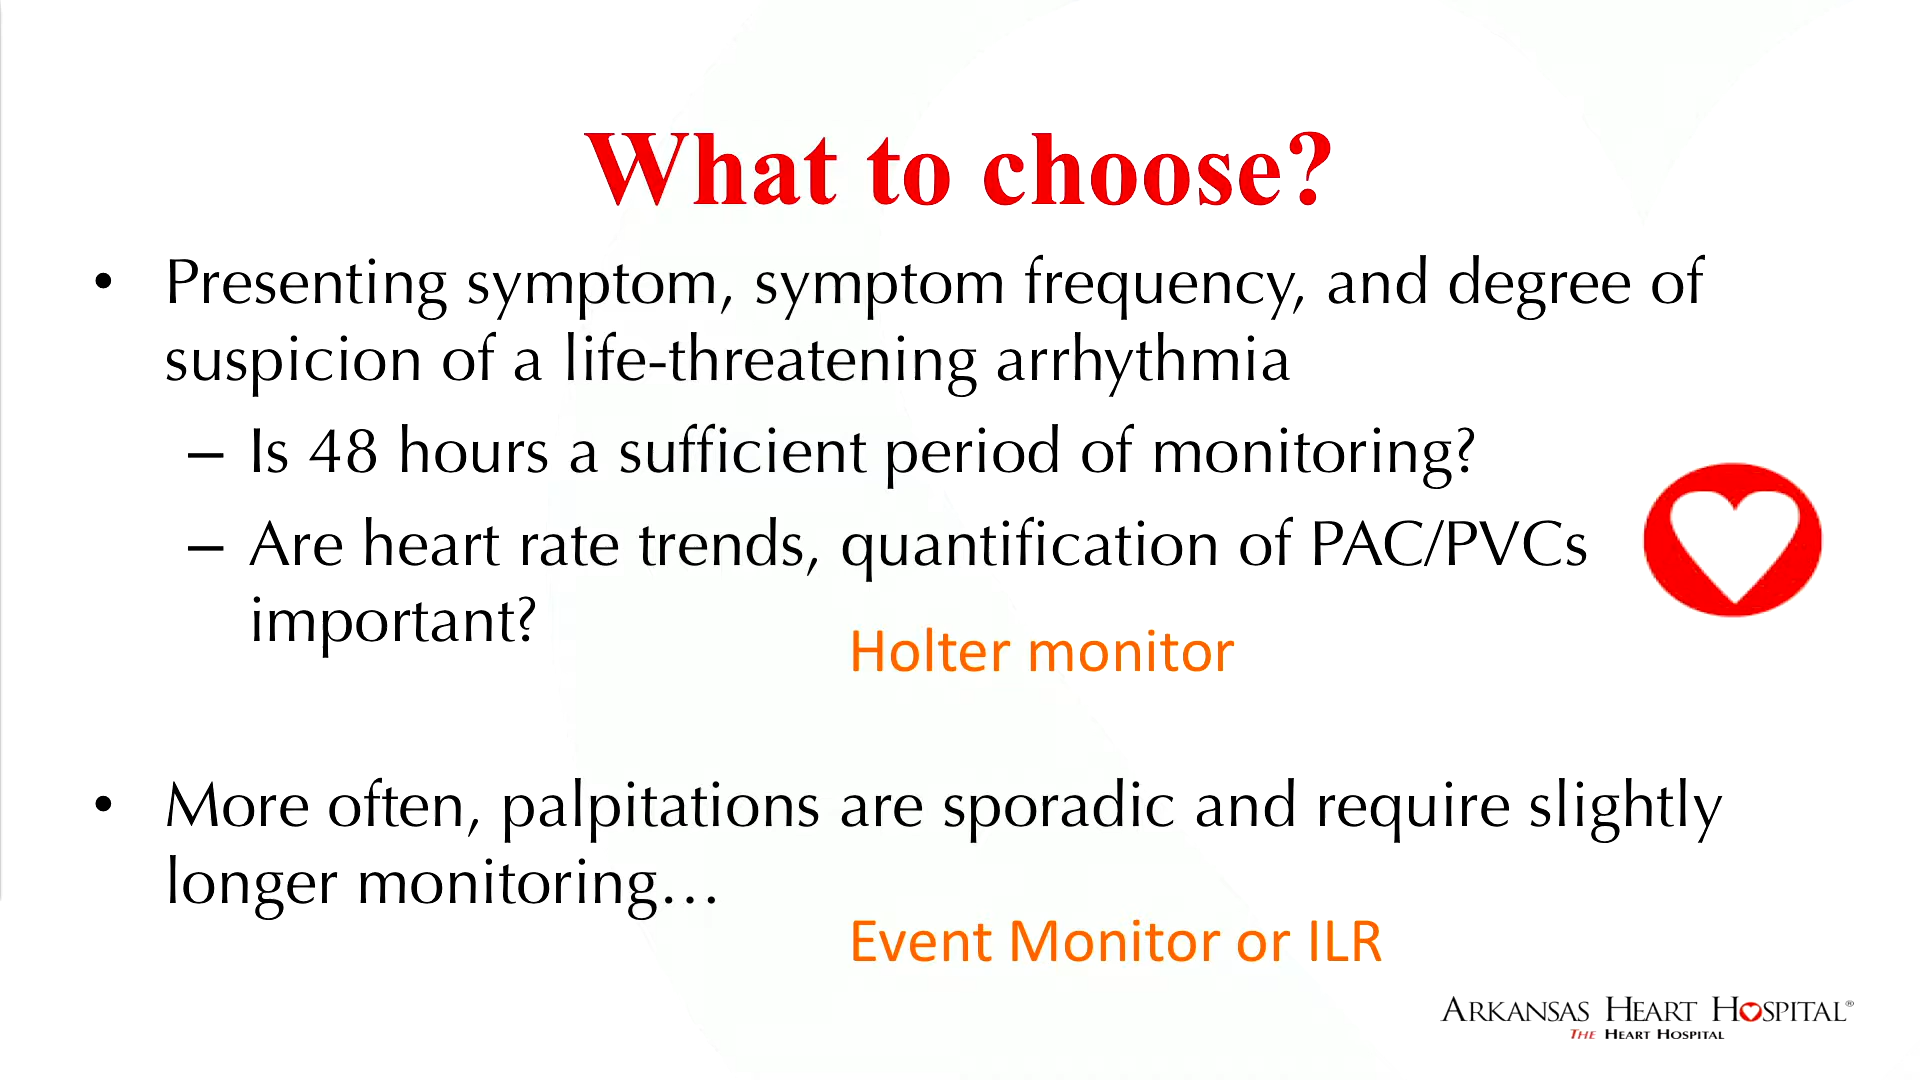 What to choose?
• Presenting symptom, symptom frequency, and degree of
suspicion of a life-threatening arrhythmia
– Is 48 hours a sufficient period of monitoring?
– Are heart rate trends, quantification of PAC/PVCs
important?
Holter monitor
• More often, palpitations are sporadic and require slightly
longer monitoring…
Event Monitor or ILR
ARKANSAS HEART HOSPITAL®
THE HEART HOSPITAL